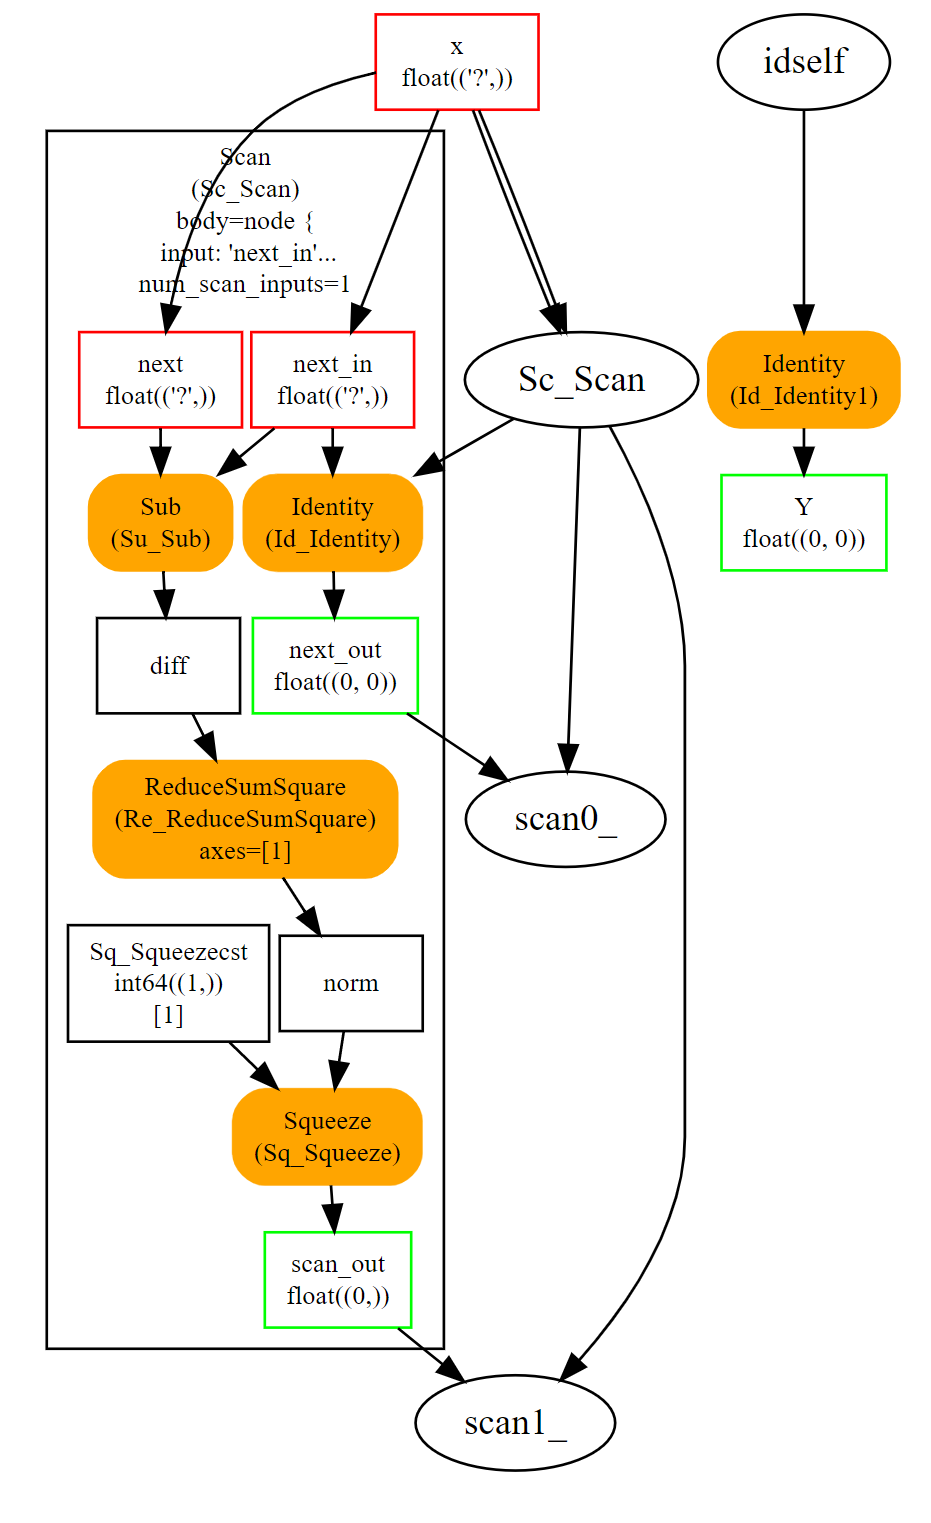 x
float(('?',))
idself
Scan
(Sc_Scan)
body=node {
input: 'next_in'...
num_scan_inputs=1
next
float(('?',))
next_in
float(('?',))
Sc_Scan
Identity
(Id_Identity1)
Sub
(Su_Sub)
Identity
(Id_Identity)
Y
float((0, 0))
diff
next_out
float((0, 0))
ReduceSumSquare
(Re_ReduceSumSquare)
axes=[1]
scan0_
Sq_Squeezecst
int64((1,))
[1]
norm
Squeeze
(Sq_Squeeze)
scan_out
float((0,))
scan1_